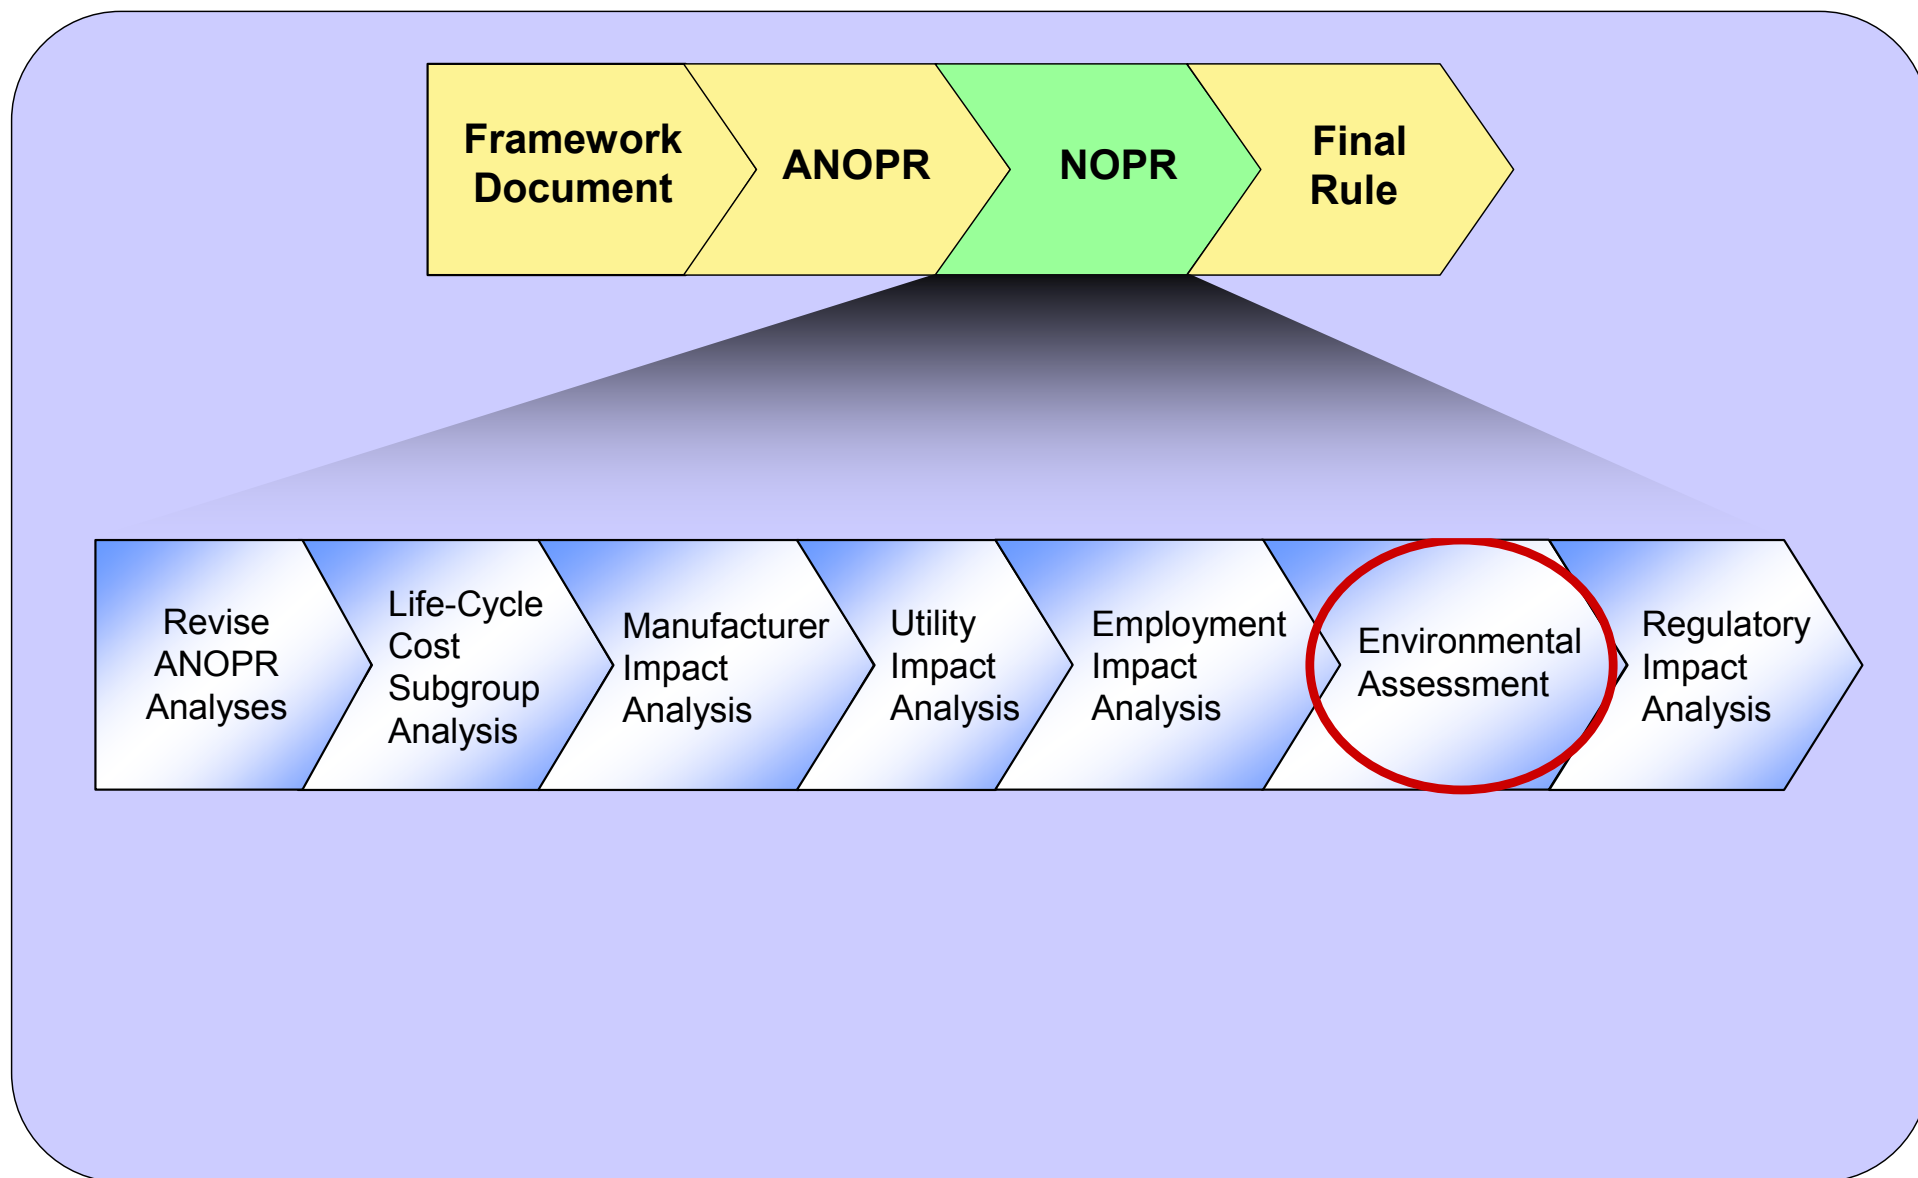 Framework
Document
ANOPR
NOPR
Final
Rule
Revise
ANOPR
Analyses
Life-Cycle
Cost
Subgroup
Analysis
Manufacturer
Impact
Analysis
Utility
Impact
Analysis
Employment
Impact
Analysis
Environmental
Assessment
Regulatory
Impact
Analysis